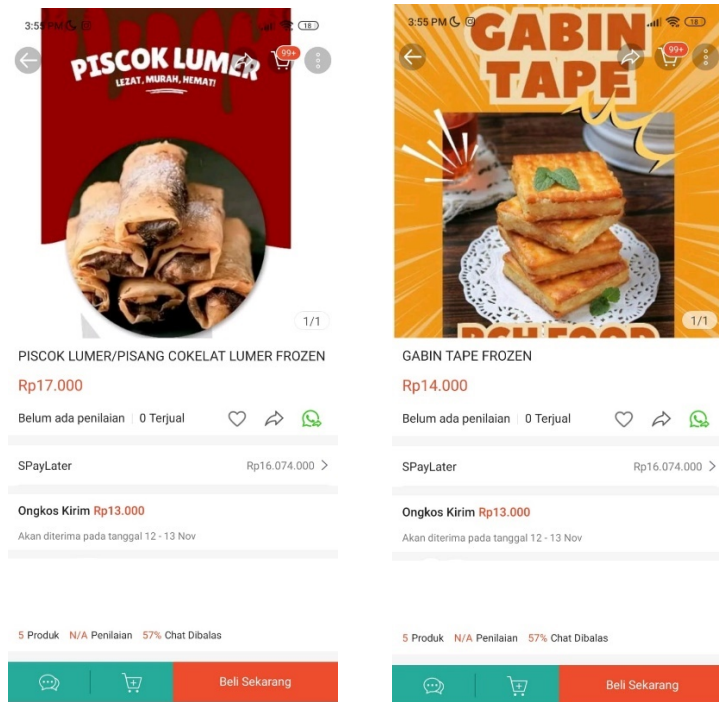 3:55 PM
18
99+
PISCOK LUMER
LEZAT, MURAH, HEMAT!
1/1
PISCOK LUMER/PISANG COKELAT LUMER FROZEN
Rp17.000
Belum ada penilaian 0 Terjual
SPayLater Rp16.074.000
Ongkos Kirim Rp13.000
Akan diterima pada tanggal 12 - 13 Nov
5 Produk N/A Penilaian 57% Chat Dibalas
Beli Sekarang
3:55 PM
18
99+
GABIN
TAPE
1/1
GABIN TAPE FROZEN
Rp14.000
Belum ada penilaian 0 Terjual
SPayLater Rp16.074.000
Ongkos Kirim Rp13.000
Akan diterima pada tanggal 12 - 13 Nov
5 Produk N/A Penilaian 57% Chat Dibalas
Beli Sekarang